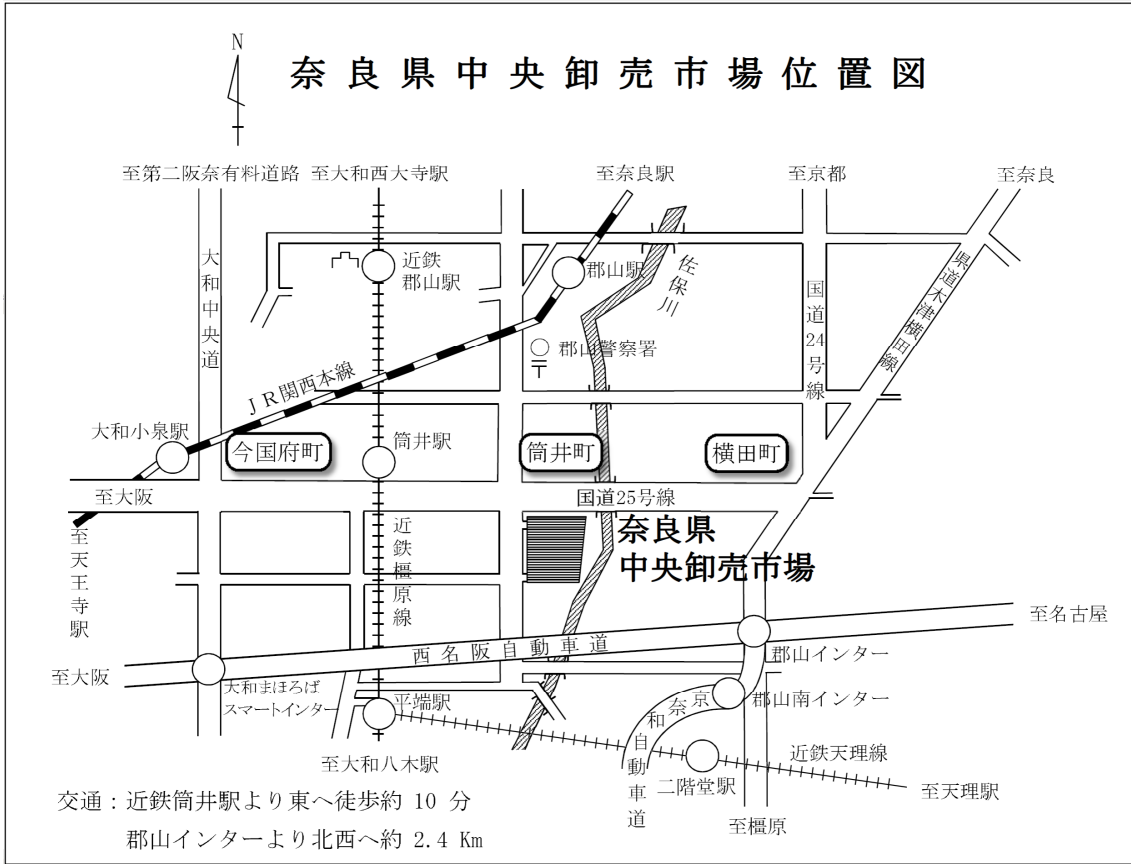 N
奈良県中央卸売市場位置図
至第二阪奈有料道路
至大和西大寺駅
至奈良駅
至京都
至奈良
大和中央道
近鉄
郡山駅
郡山駅
佐保川
国道24号線
県道木津横田線
郡山警察署
〒
JR関西本線
大和小泉駅
今国府町
筒井駅
筒井町
横田町
至大阪
国道25号線
至天王寺駅
近鉄橿原線
奈良県
中央卸売市場
至名古屋
西名阪自動車道
至大阪
郡山インター
大和まほろば
スマートインター
平端駅
京奈和
自動車道
郡山南インター
近鉄天理線
至大和八木駅
二階堂駅
至天理駅
至橿原
交通：近鉄筒井駅より東へ徒歩約 10 分
郡山インターより北西へ約 2.4 Km